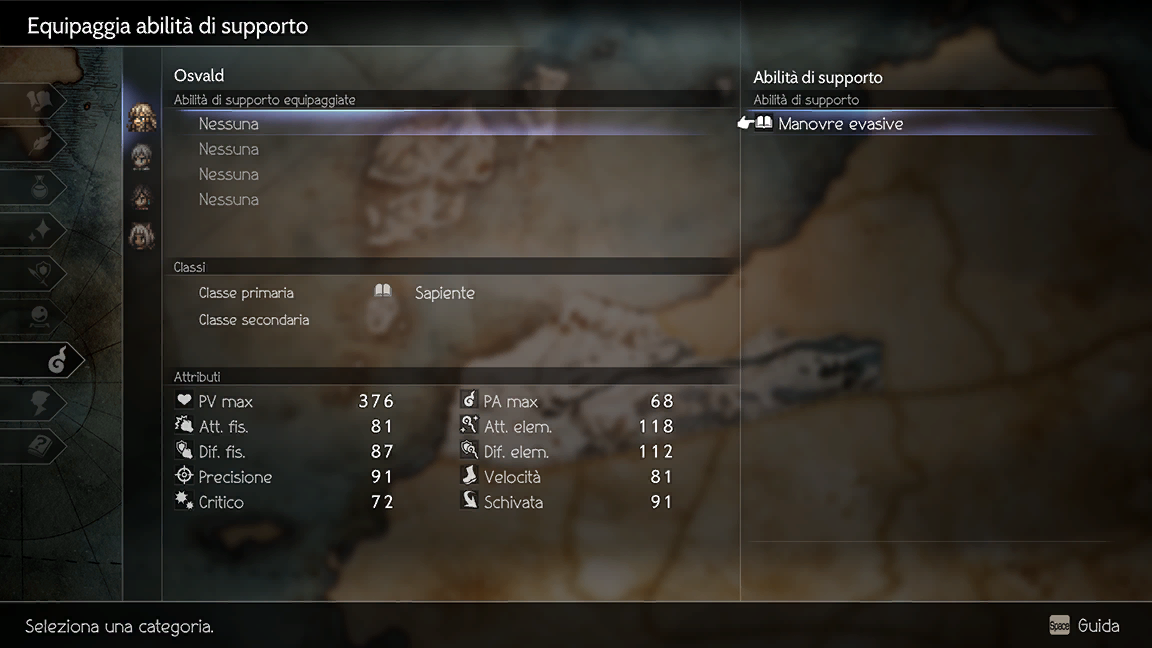 Equipaggia abilità di supporto
Osvald
Abilità di supporto equipaggiate
Nessuna
Nessuna
Nessuna
Nessuna
Classi
Classe primaria Sapiente
Classe secondaria
Attributi
PV max 376 PA max 68
Att. fis. 81 Att. elem. 118
Dif. fis. 87 Dif. elem. 112
Precisione 91 Velocità 81
Critico 72 Schivata 91
Abilità di supporto
Abilità di supporto
Manovre evasive
Seleziona una categoria.
Space Guida